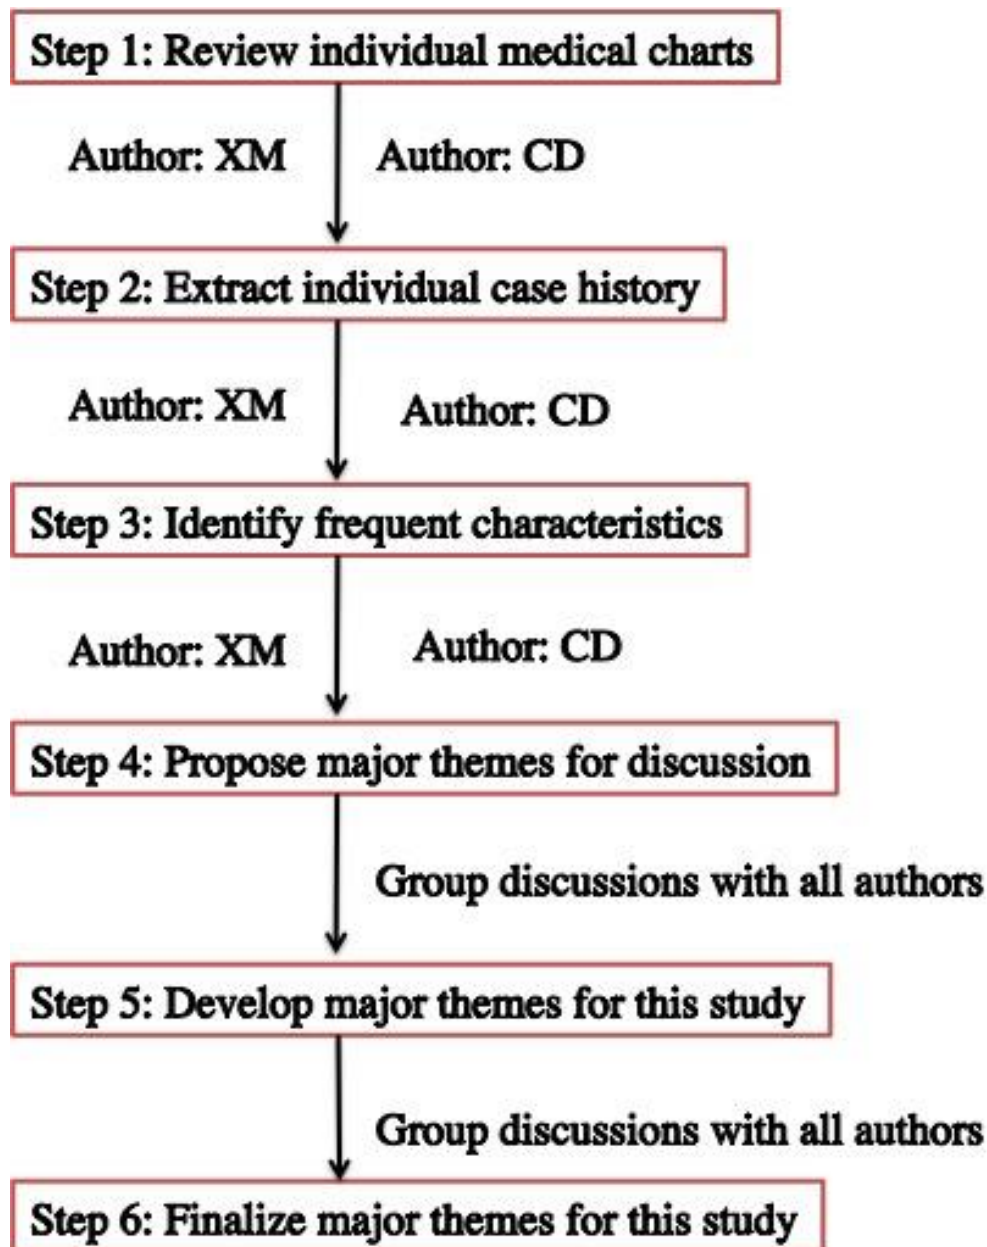 Step 1: Review individual medical charts
Author: XM
Author: CD
Step 2: Extract individual case history
Author: XM
Author: CD
Step 3: Identify frequent characteristics
Author: XM
Author: CD
Step 4: Propose major themes for discussion
Group discussions with all authors
Step 5: Develop major themes for this study
Group discussions with all authors
Step 6: Finalize major themes for this study